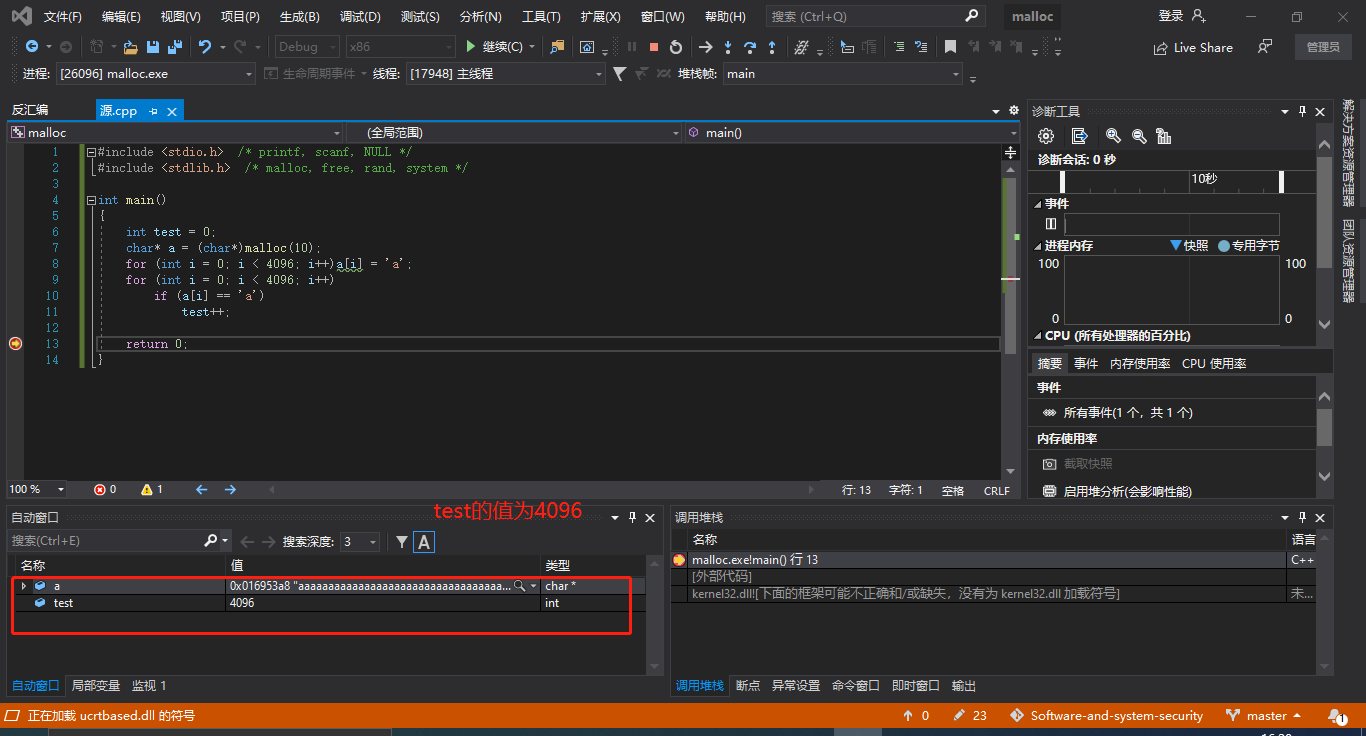 文件(F) 编辑(E) 视图(V) 项目(P) 生成(B) 调试(D) 测试(S) 分析(N) 工具(T) 扩展(X) 窗口(W) 帮助(H) 搜索 (Ctrl+Q) malloc 登录
Debug x86 继续(C) Live Share 管理员
进程: [26096] malloc.exe 生命周期事件 线程: [17948] 主线程 堆栈帧: main
反汇编 源.cpp
malloc (全局范围) main()
1 #include <stdio.h> /* printf, scanf, NULL */
2 #include <stdlib.h> /* malloc, free, rand, system */
3
4 int main()
5 {
6 int test = 0;
7 char* a = (char*)malloc(10);
8 for (int i = 0; i < 4096; i++)a[i] = 'a';
9 for (int i = 0; i < 4096; i++)
10 if (a[i] == 'a')
11 test++;
12
13 return 0;
14 }
100 % 0 1 行: 13 字符: 1 空格 CRLF
诊断工具
诊断会话: 0 秒
10秒
事件
进程内存 快照 专用字节
100 100
0 0
CPU (所有处理器的百分比)
摘要 事件 内存使用率 CPU 使用率
事件
所有事件(1 个，共 1 个)
内存使用率
截取快照
启用堆分析(会影响性能)
解决方案资源管理器
团队资源管理器
test的值为4096
自动窗口
搜索(Ctrl+E) 搜索深度: 3 A
名称 值 类型
a 0x016953a8 "aaaaaaaaaaaaaaaaaaaaaaaaaaaaaaaaaaa... char *
test 4096 int
自动窗口 局部变量 监视 1
调用堆栈
名称 语言
malloc.exe!main() 行 13 C++
[外部代码]
kernel32.dll![下面的框架可能不正确和/或缺失，没有为 kernel32.dll 加载符号] 未...
调用堆栈 断点 异常设置 命令窗口 即时窗口 输出
正在加载 ucrtbased.dll 的符号 0 23 Software-and-system-security master 1